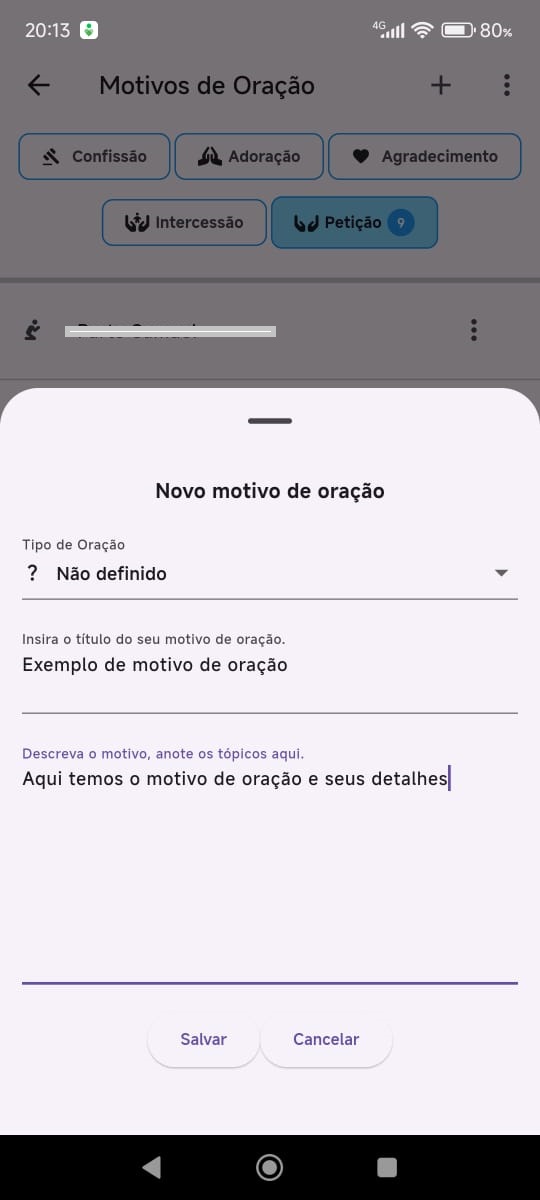 20:13
4G 80%
Motivos de Oração
Confissão Adoração Agradecimento
Intercessão Petição 9
Novo motivo de oração
Tipo de Oração
? Não definido
Insira o título do seu motivo de oração.
Exemplo de motivo de oração
Descreva o motivo, anote os tópicos aqui.
Aqui temos o motivo de oração e seus detalhes
Salvar Cancelar